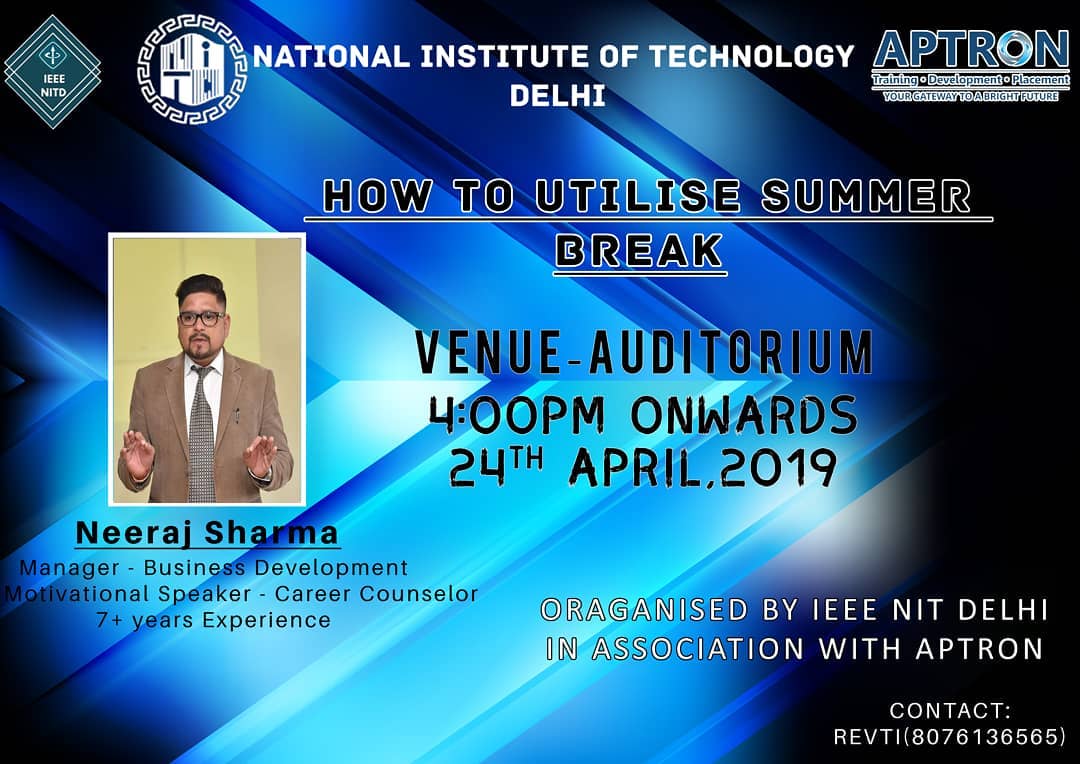 IEEE
NITD
NATIONAL INSTITUTE OF TECHNOLOGY
DELHI
APTRON
Training • Development • Placement
YOUR GATEWAY TO A BRIGHT FUTURE
HOW TO UTILISE SUMMER
BREAK
VENUE-AUDITORIUM
4:00PM ONWARDS
24TH APRIL,2019
Neeraj Sharma
Manager - Business Development
Motivational Speaker - Career Counselor
7+ years Experience
ORAGANISED BY IEEE NIT DELHI
IN ASSOCIATION WITH APTRON
CONTACT:
REVTI(8076136565)